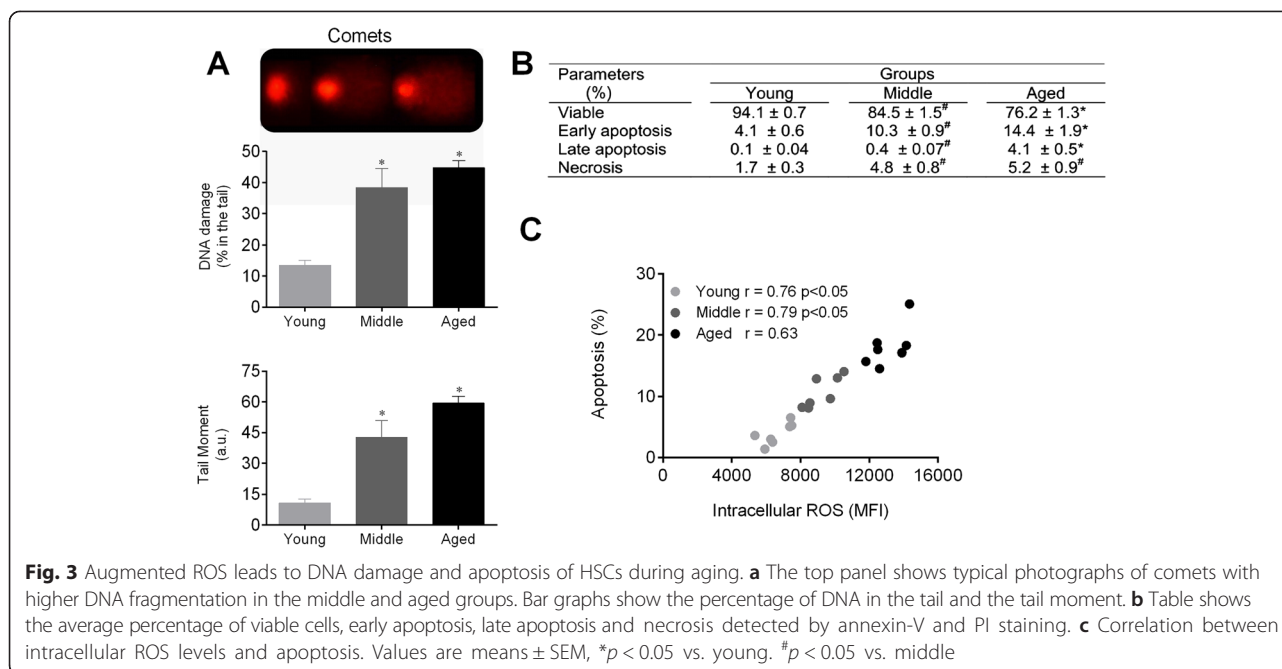 Comets
A
DNA damage
(% in the tail)
50
40
30
20
10
0
* *
Young Middle Aged
Tail Moment
(a.u.)
75
60
45
30
15
0
* *
Young Middle Aged
B
Parameters Groups
(%) Young Middle Aged
Viable 94.1 ± 0.7 84.5 ± 1.5# 76.2 ± 1.3*
Early apoptosis 4.1 ± 0.6 10.3 ± 0.9# 14.4 ± 1.9*
Late apoptosis 0.1 ± 0.04 0.4 ± 0.07# 4.1 ± 0.5*
Necrosis 1.7 ± 0.3 4.8 ± 0.8# 5.2 ± 0.9#
C
Apoptosis (%)
30
20
10
0
Young r = 0.76 p<0.05
Middle r = 0.79 p<0.05
Aged r = 0.63
0 4000 8000 12000 16000
Intracellular ROS (MFI)
Fig. 3 Augmented ROS leads to DNA damage and apoptosis of HSCs during aging. a The top panel shows typical photographs of comets with
higher DNA fragmentation in the middle and aged groups. Bar graphs show the percentage of DNA in the tail and the tail moment. b Table shows
the average percentage of viable cells, early apoptosis, late apoptosis and necrosis detected by annexin-V and PI staining. c Correlation between
intracellular ROS levels and apoptosis. Values are means ± SEM, *p < 0.05 vs. young. #p < 0.05 vs. middle